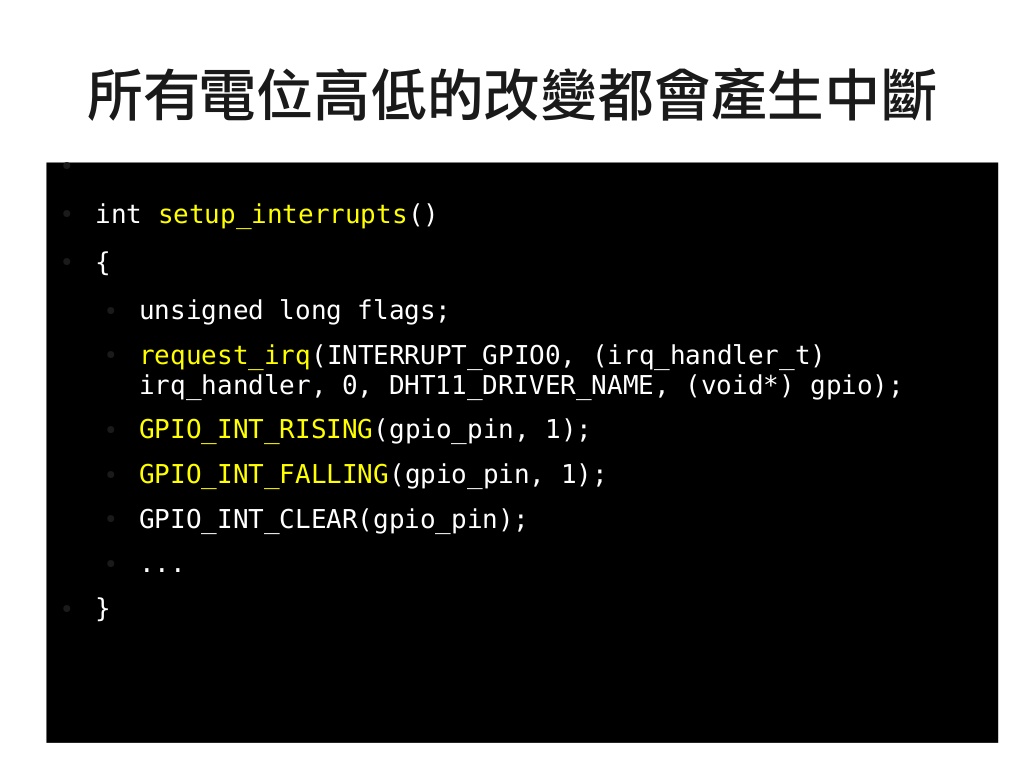 所有電位高低的改變都會產生中斷
int setup_interrupts()
{
unsigned long flags;
request_irq(INTERRUPT_GPIO0, (irq_handler_t)
irq_handler, 0, DHT11_DRIVER_NAME, (void*) gpio);
GPIO_INT_RISING(gpio_pin, 1);
GPIO_INT_FALLING(gpio_pin, 1);
GPIO_INT_CLEAR(gpio_pin);
...
}